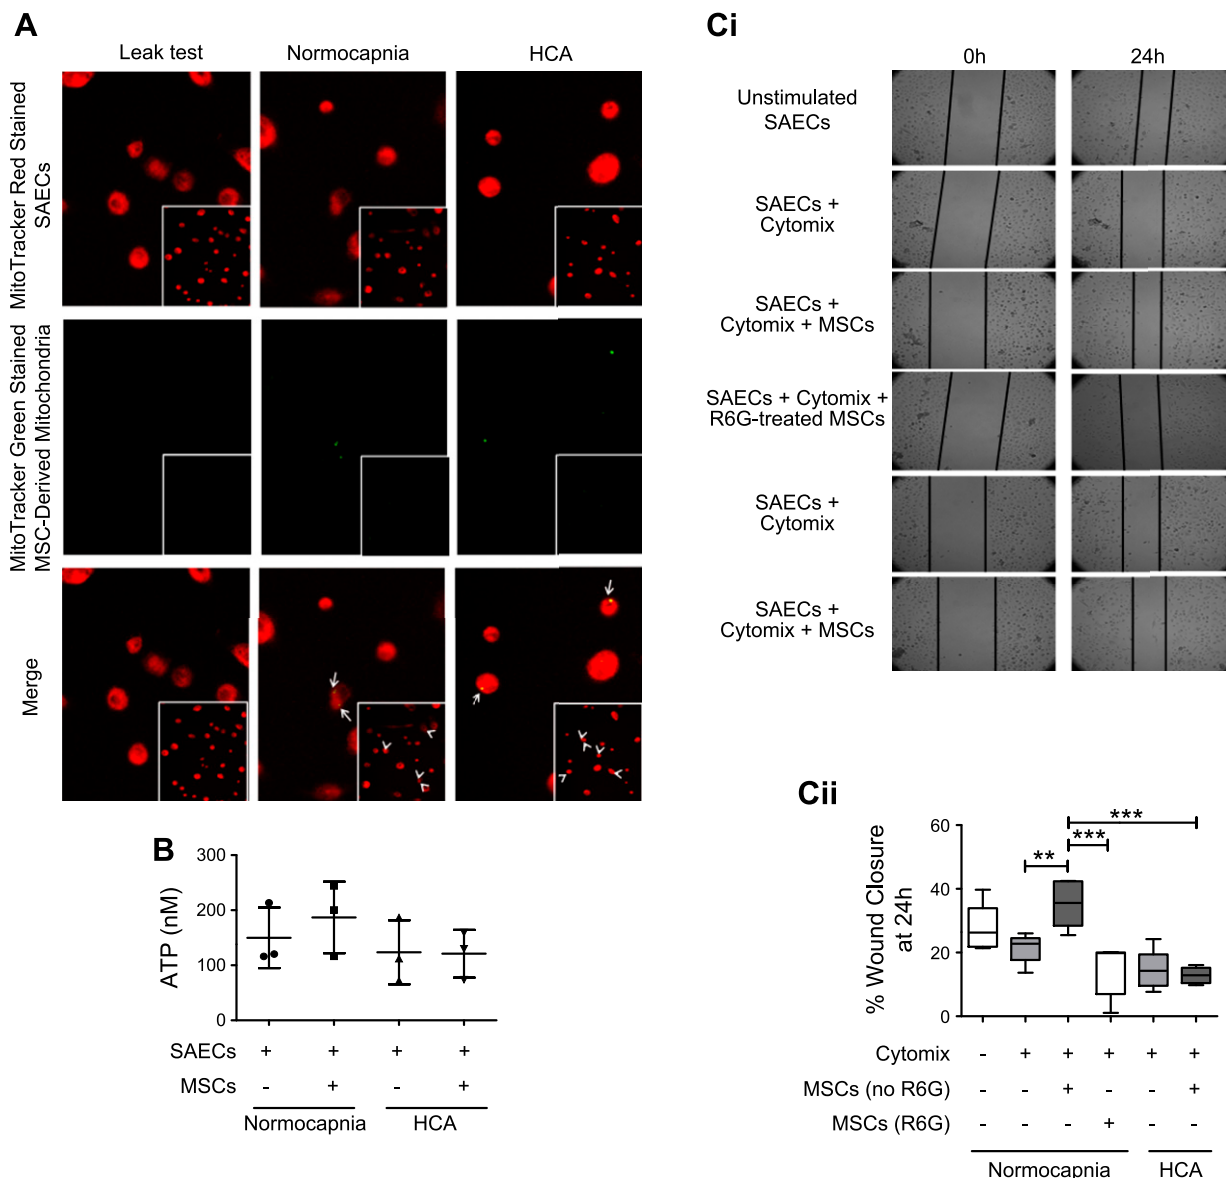 A
Leak test
Normocapnia
HCA
MitoTracker Red Stained
SAECs
MitoTracker Green Stained
MSC-Derived Mitochondria
Merge
B
ATP (nM)
300
200
100
0
SAECs + + + +
MSCs - + - +
Normocapnia
HCA
Ci
0h
24h
Unstimulated
SAECs
SAECs +
Cytomix
SAECs +
Cytomix + MSCs
SAECs + Cytomix +
R6G-treated MSCs
SAECs +
Cytomix
SAECs +
Cytomix + MSCs
Cii
% Wound Closure
at 24h
60
40
20
0
**
***
***
Cytomix - + + + + +
MSCs (no R6G) - - + - - +
MSCs (R6G) - - - + - -
Normocapnia
HCA